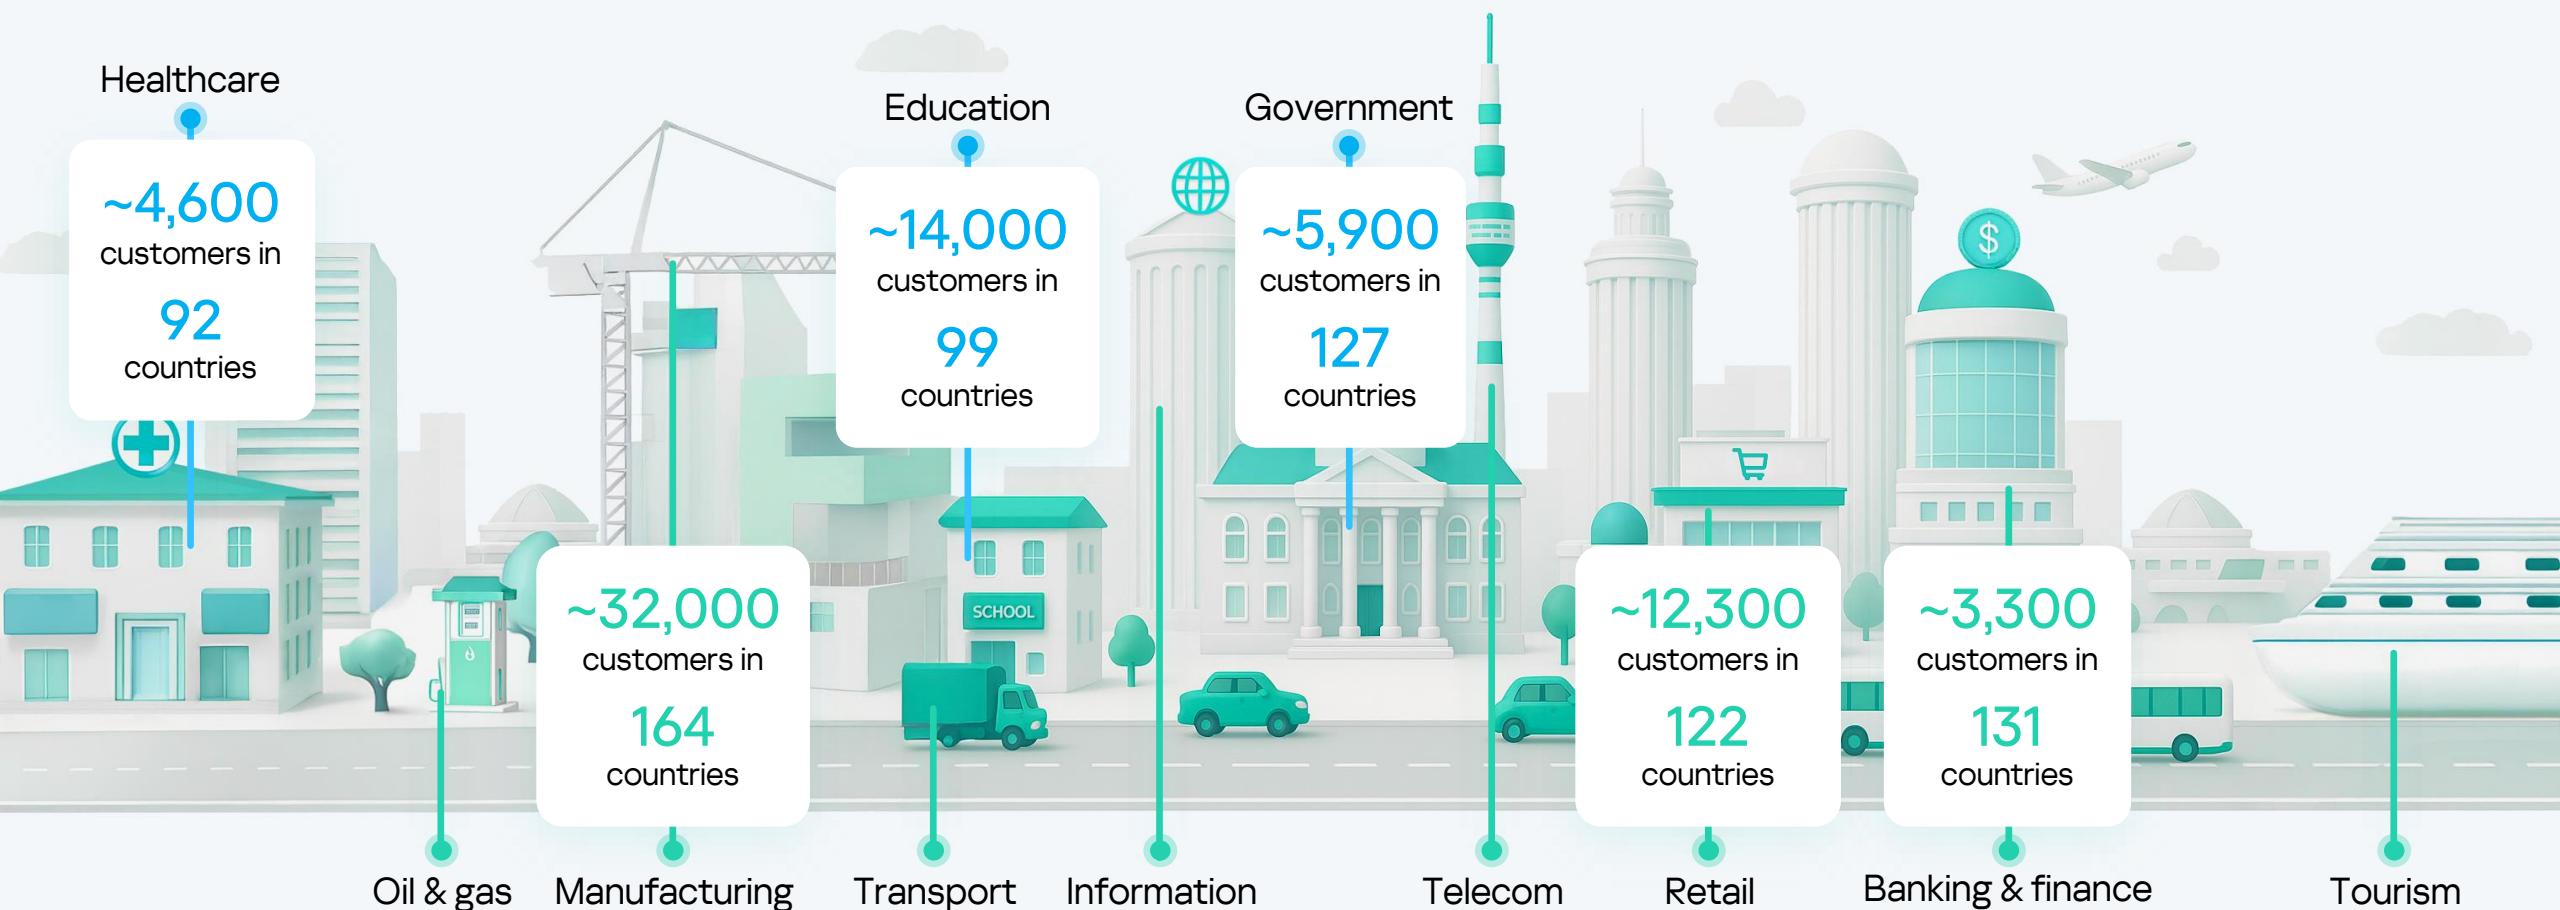 Healthcare
~4,600
customers in
92
countries
Education
~14,000
customers in
99
countries
Government
~5,900
customers in
127
countries
$
SCHOOL
~32,000
customers in
164
countries
~12,300
customers in
122
countries
~3,300
customers in
131
countries
Oil & gas
Manufacturing
Transport
Information
Telecom
Retail
Banking & finance
Tourism